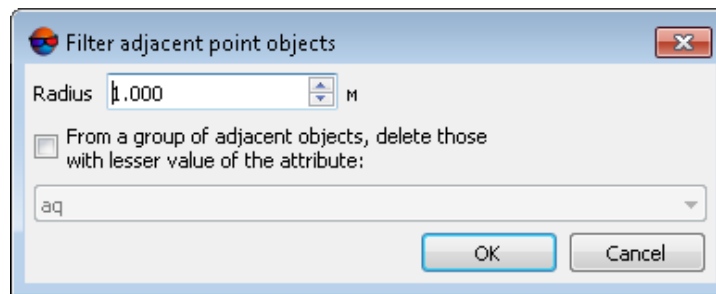 Filter adjacent point objects
Radius 1.000 м
From a group of adjacent objects, delete those
with lesser value of the attribute:
aq
OK Cancel